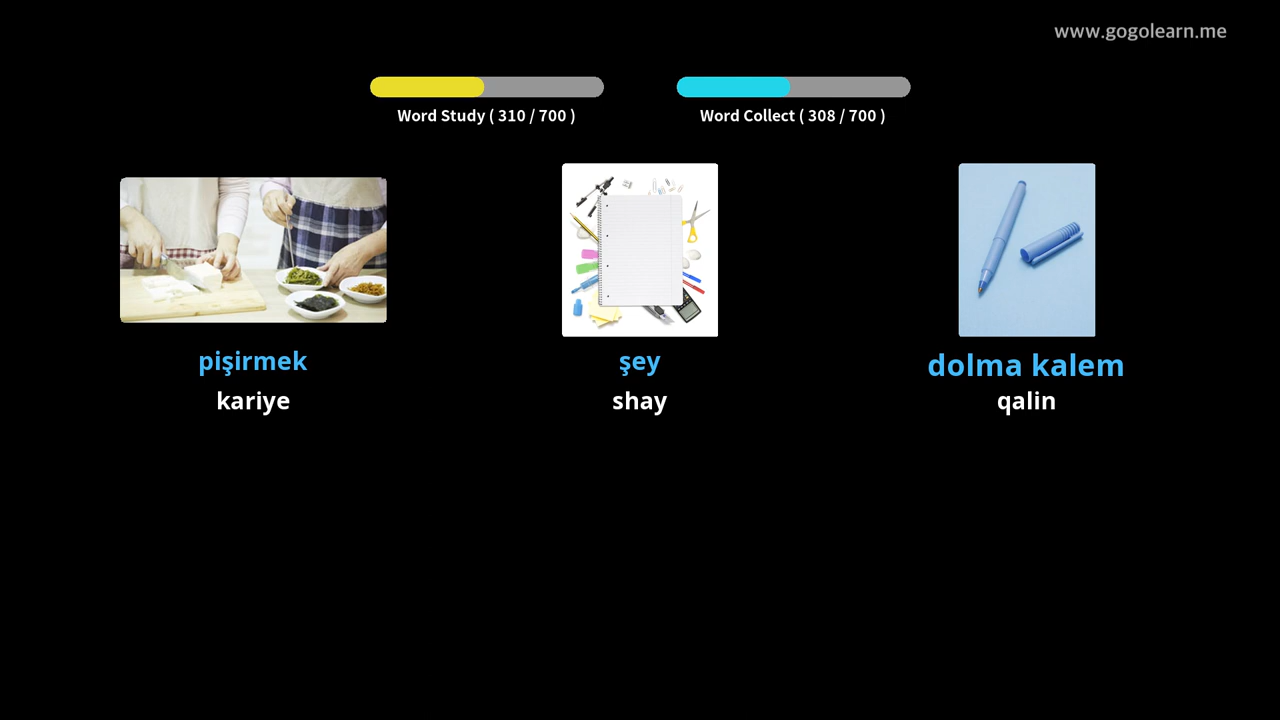 www.gogolearn.me
Word Study ( 310 / 700 )
Word Collect ( 308 / 700 )
pişirmek
kariye
şey
shay
dolma kalem
qalin